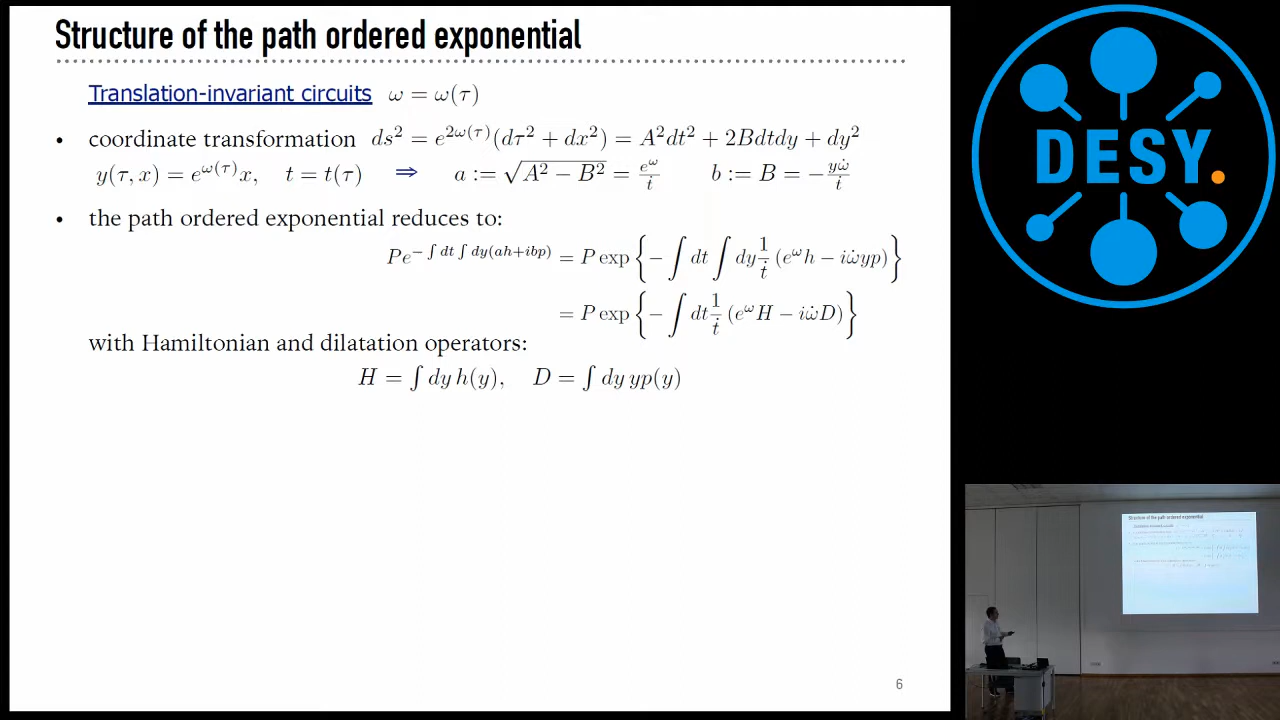 Structure of the path ordered exponential
Translation-invariant circuits ω = ω(τ)
• coordinate transformation ds² = e^{2ω(τ)}(dτ² + dx²) = A²dt² + 2Bdtdy + dy²
y(τ, x) = e^{ω(τ)}x, t = t(τ) ⇒ a := √(A² − B²) = e^ω/ṫ b := B = −yω̇/ṫ
• the path ordered exponential reduces to:
Pe^{−∫dt∫dy(ah+ibp)} = P exp{−∫dt∫dy 1/ṫ (e^ω h − iω̇yp)}
= P exp{−∫dt 1/ṫ (e^ω H − iω̇D)}
with Hamiltonian and dilatation operators:
H = ∫dy h(y), D = ∫dy yp(y)
6
DESY.